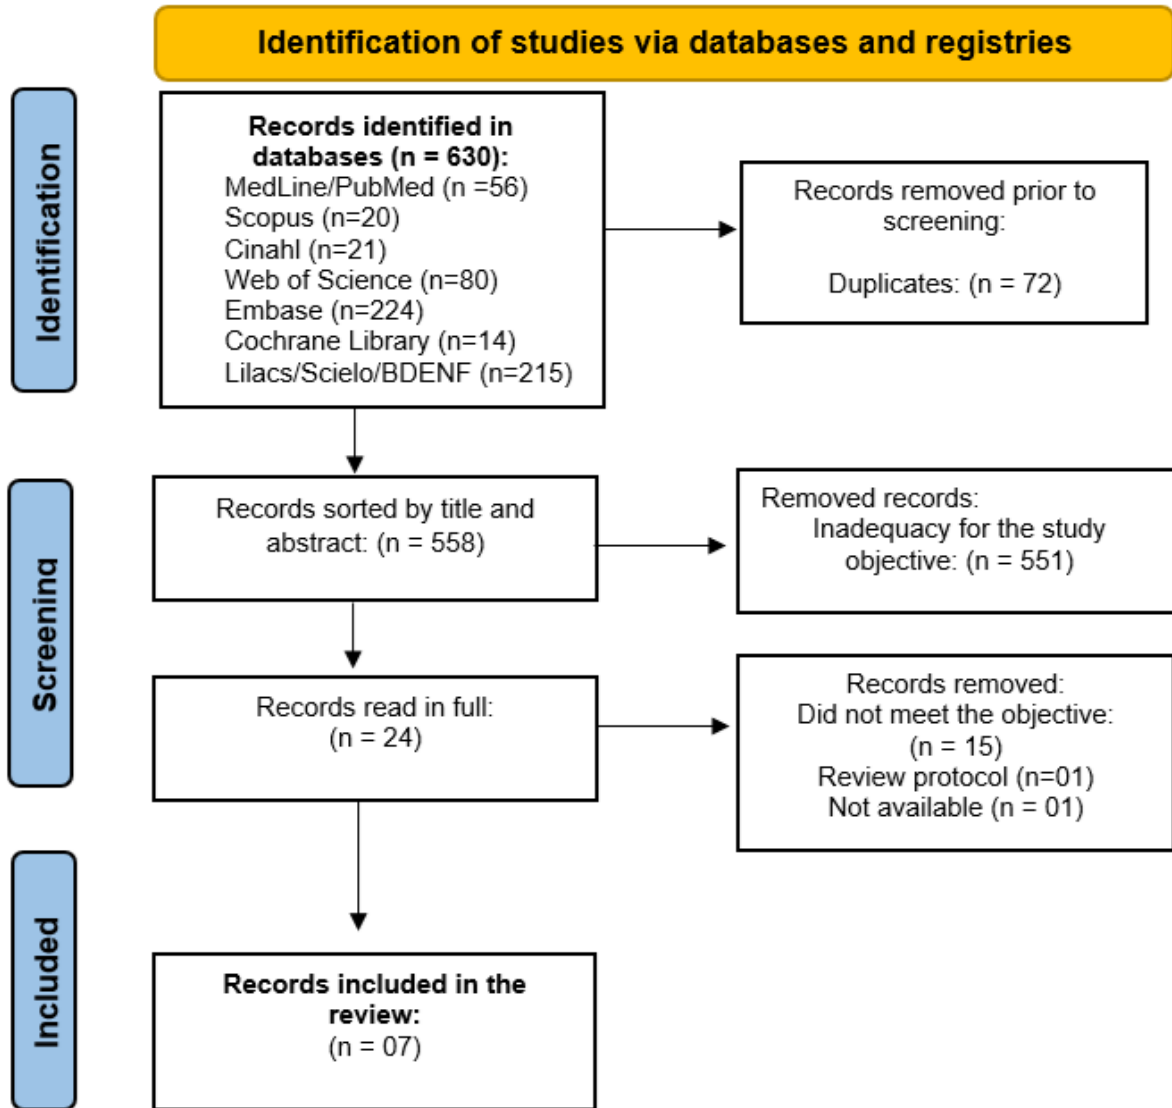 Identification of studies via databases and registries
Identification
Records identified in
databases (n = 630):
MedLine/PubMed (n =56)
Scopus (n=20)
Cinahl (n=21)
Web of Science (n=80)
Embase (n=224)
Cochrane Library (n=14)
Lilacs/Scielo/BDENF (n=215)
Records removed prior to
screening:
Duplicates: (n = 72)
Screening
Records sorted by title and
abstract: (n = 558)
Removed records:
Inadequacy for the study
objective: (n = 551)
Records read in full:
(n = 24)
Records removed:
Did not meet the objective:
(n = 15)
Review protocol (n=01)
Not available (n = 01)
Included
Records included in the
review:
(n = 07)